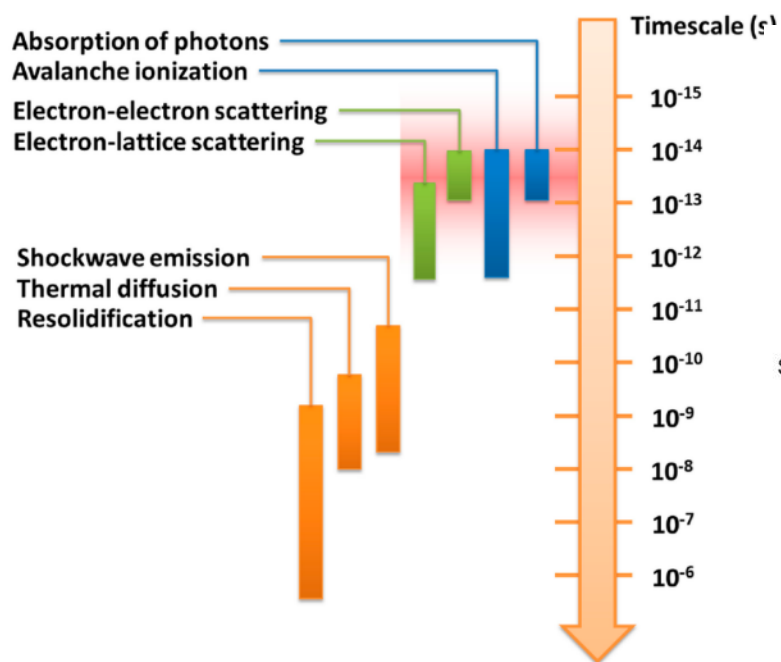 Absorption of photons
Avalanche ionization
Electron-electron scattering
Electron-lattice scattering
Shockwave emission
Thermal diffusion
Resolidification
Timescale (s)
10⁻¹⁵
10⁻¹⁴
10⁻¹³
10⁻¹²
10⁻¹¹
10⁻¹⁰
10⁻⁹
10⁻⁸
10⁻⁷
10⁻⁶